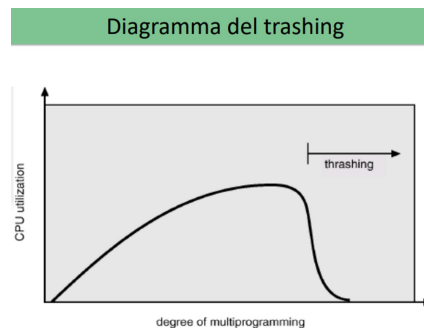 Diagramma del trashing
thrashing
CPU utilization
degree of multiprogramming